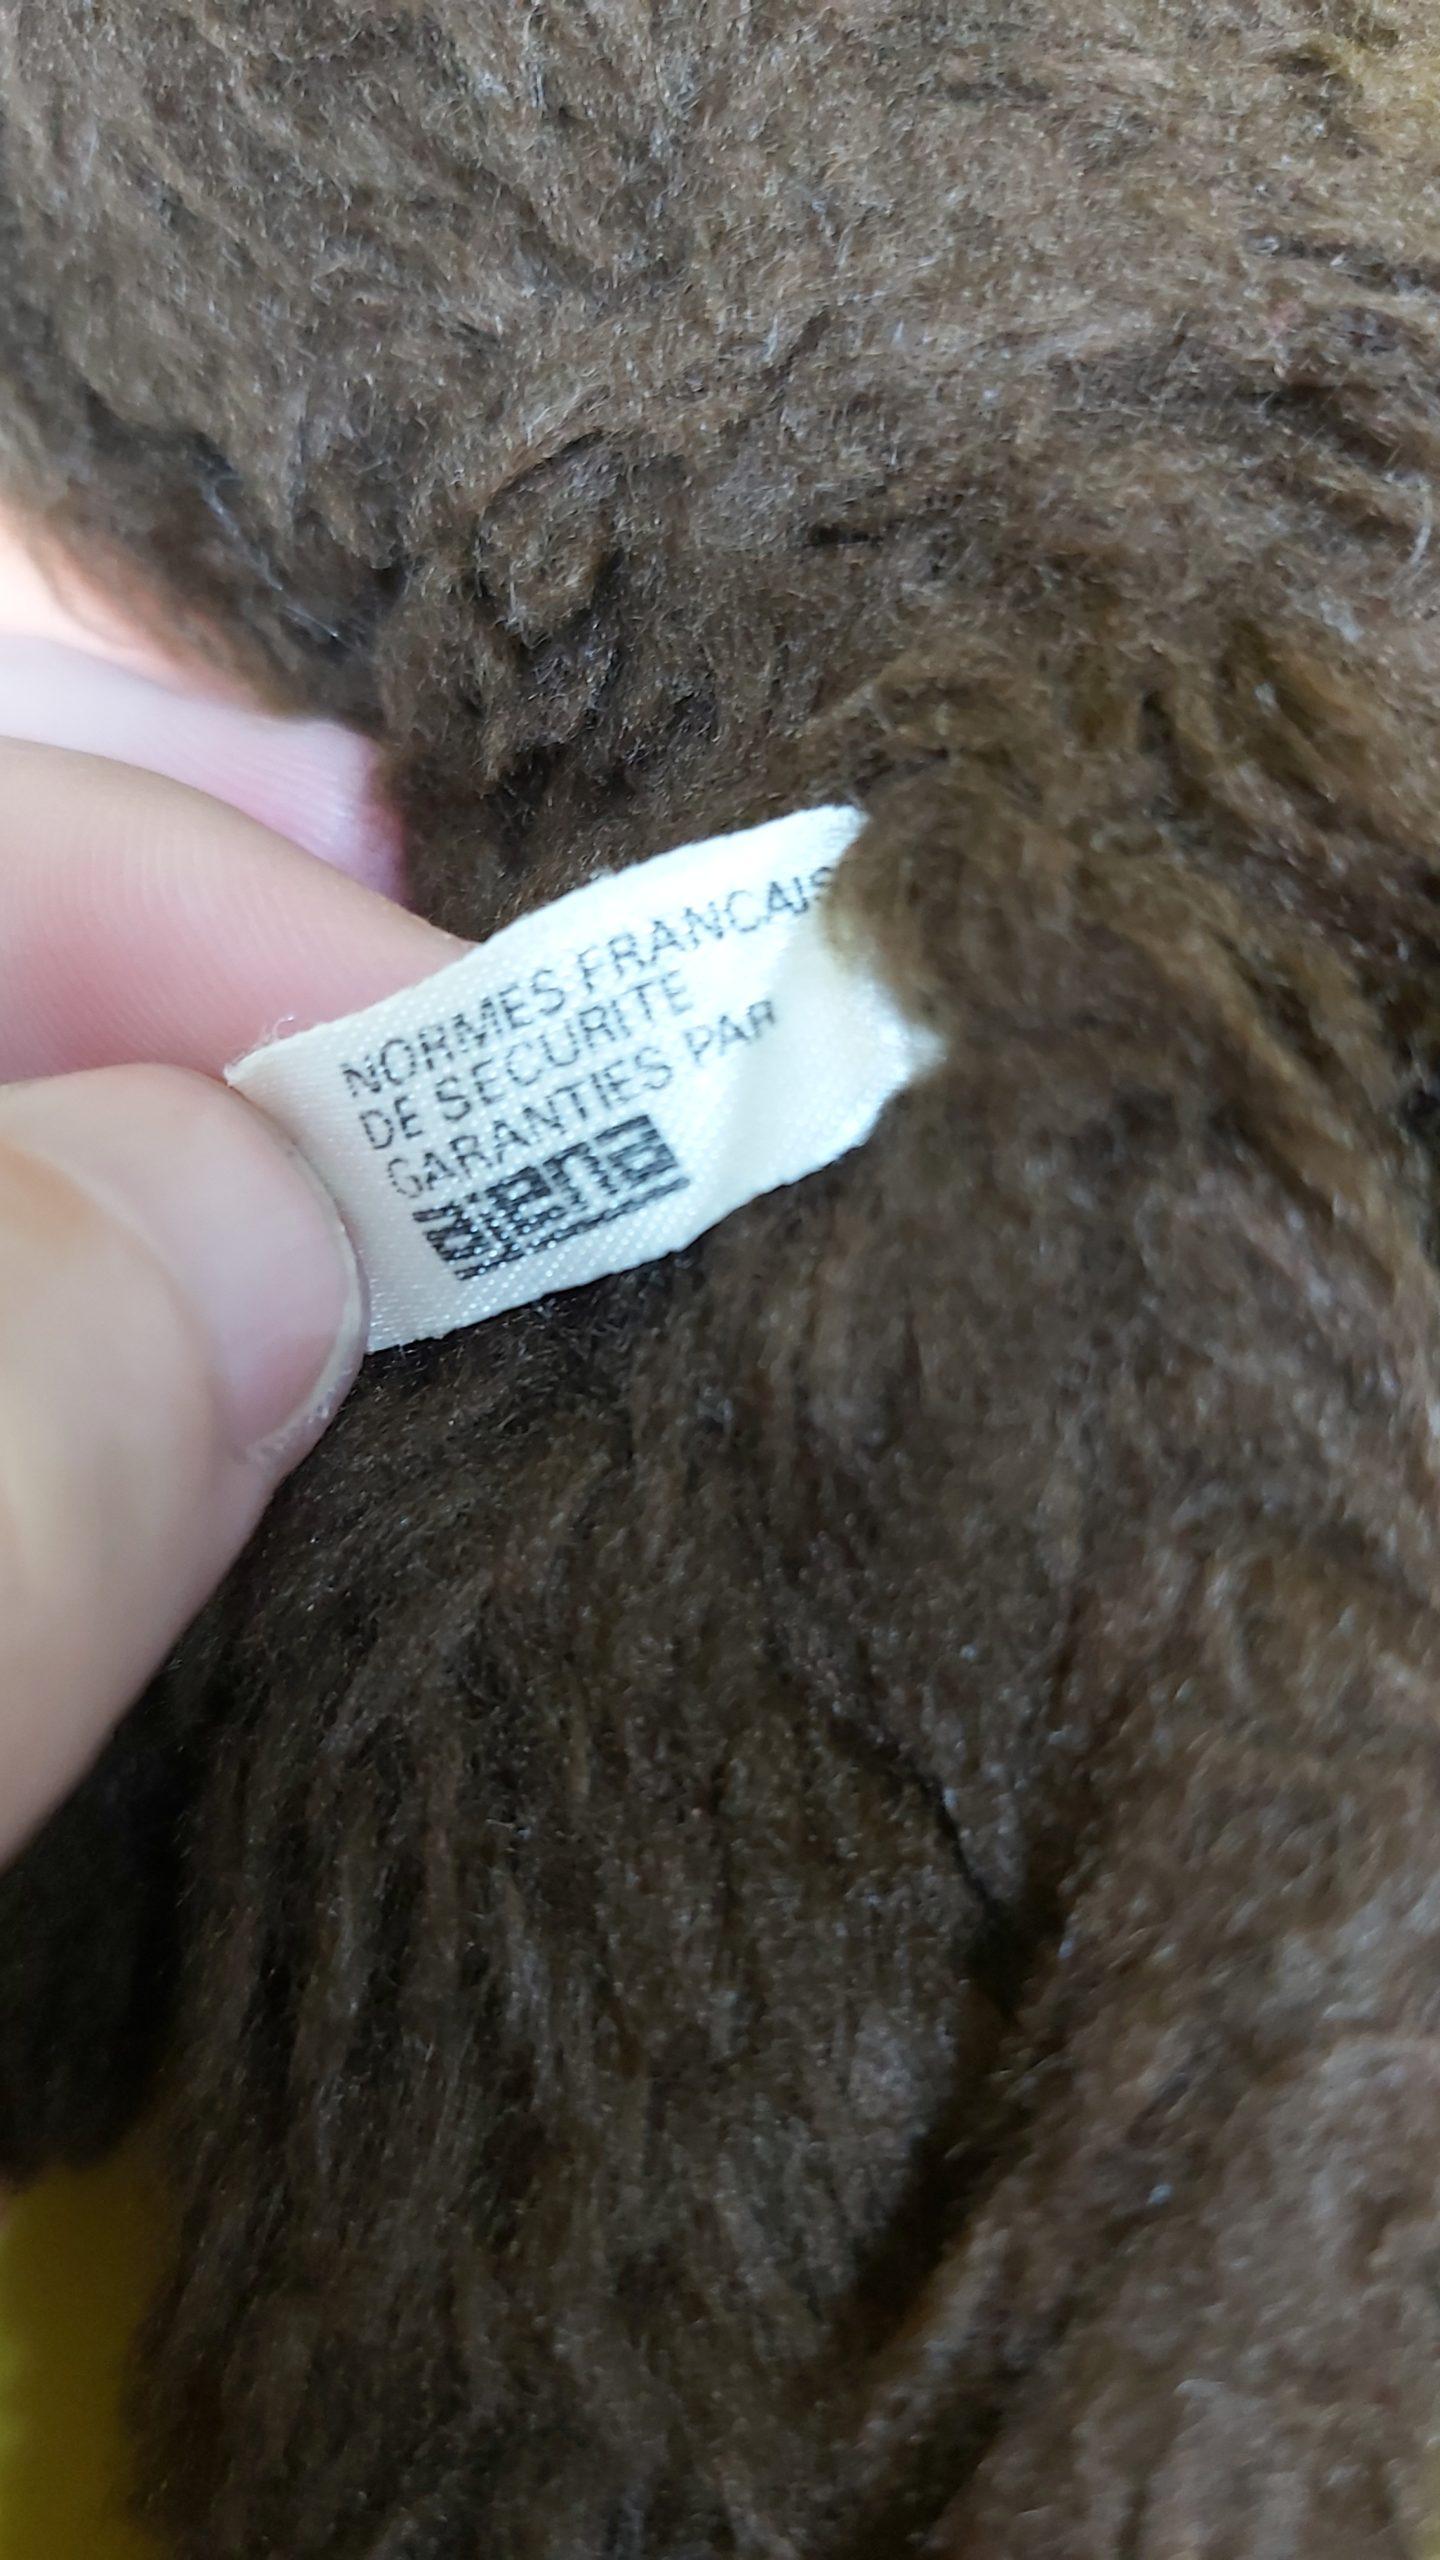 NORMES FRANCAIS
DE SECURITE
GARANTIES PAR